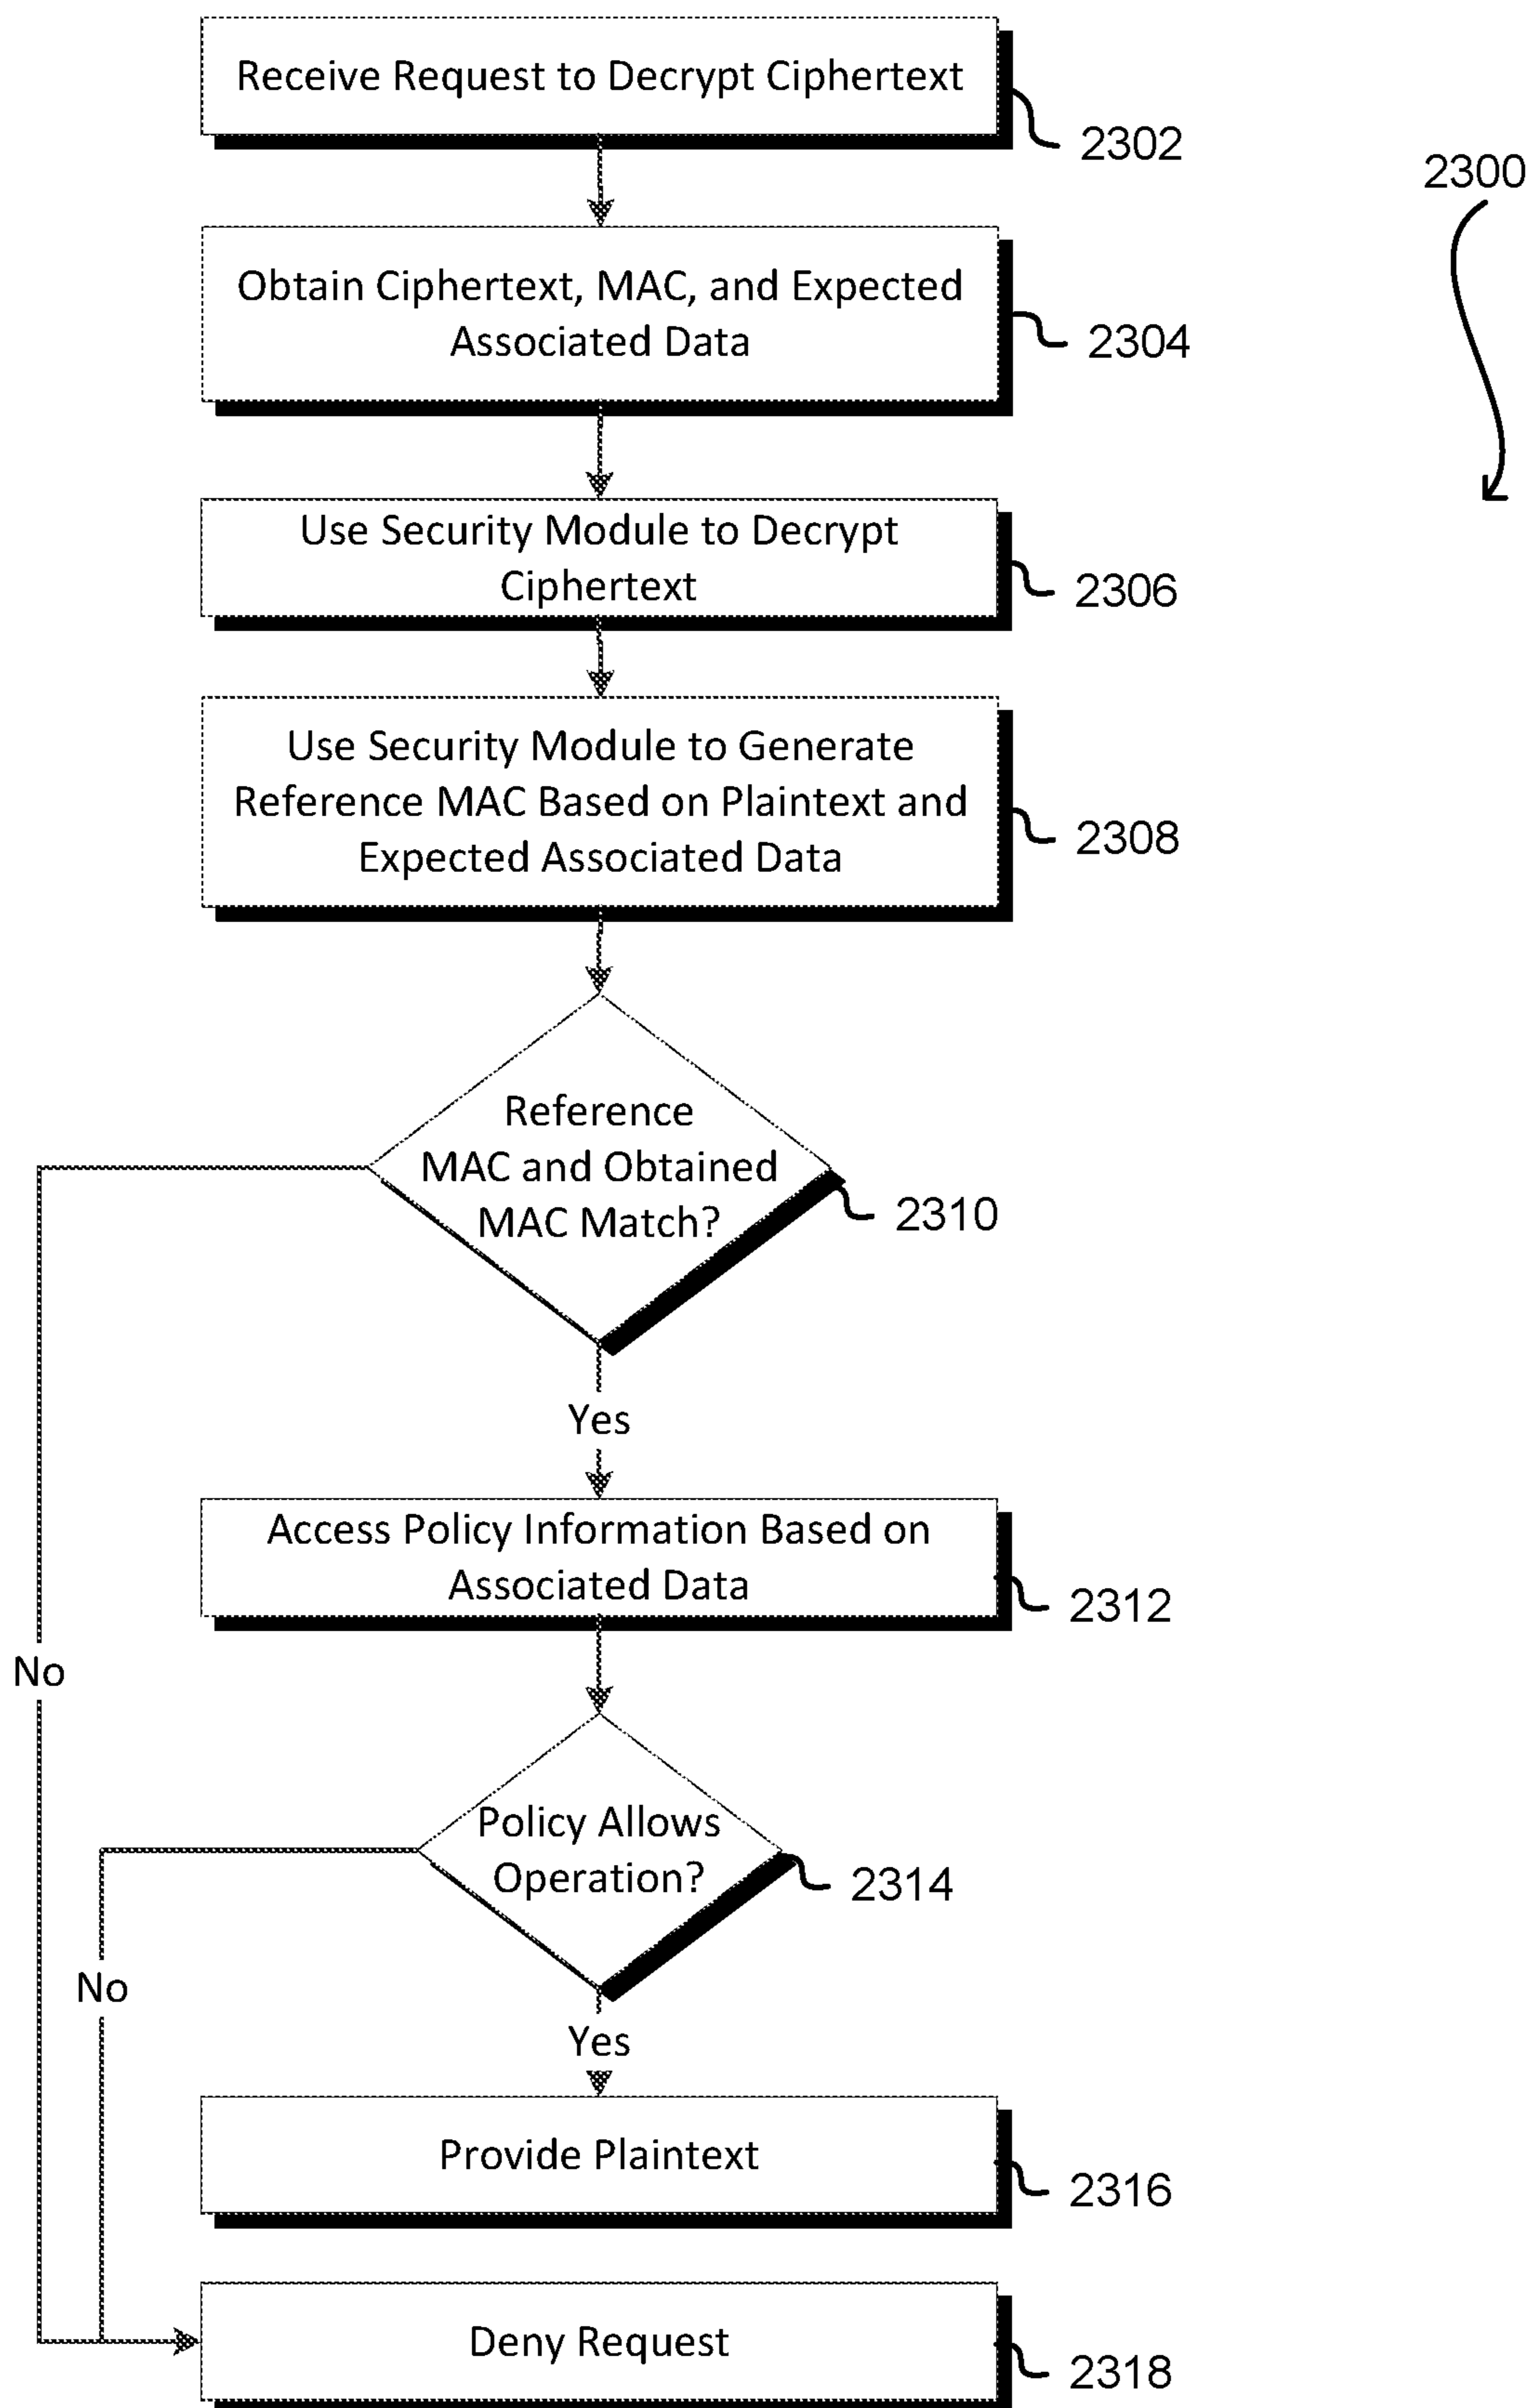 Receive Request to Decrypt Ciphertext
2302
2300
Obtain Ciphertext, MAC, and Expected
Associated Data
2304
Use Security Module to Decrypt
Ciphertext
2306
Use Security Module to Generate
Reference MAC Based on Plaintext and
Expected Associated Data
2308
Reference
MAC and Obtained
MAC Match?
2310
Yes
Access Policy Information Based on
Associated Data
2312
No
Policy Allows
Operation?
2314
No
Yes
Provide Plaintext
2316
Deny Request
2318